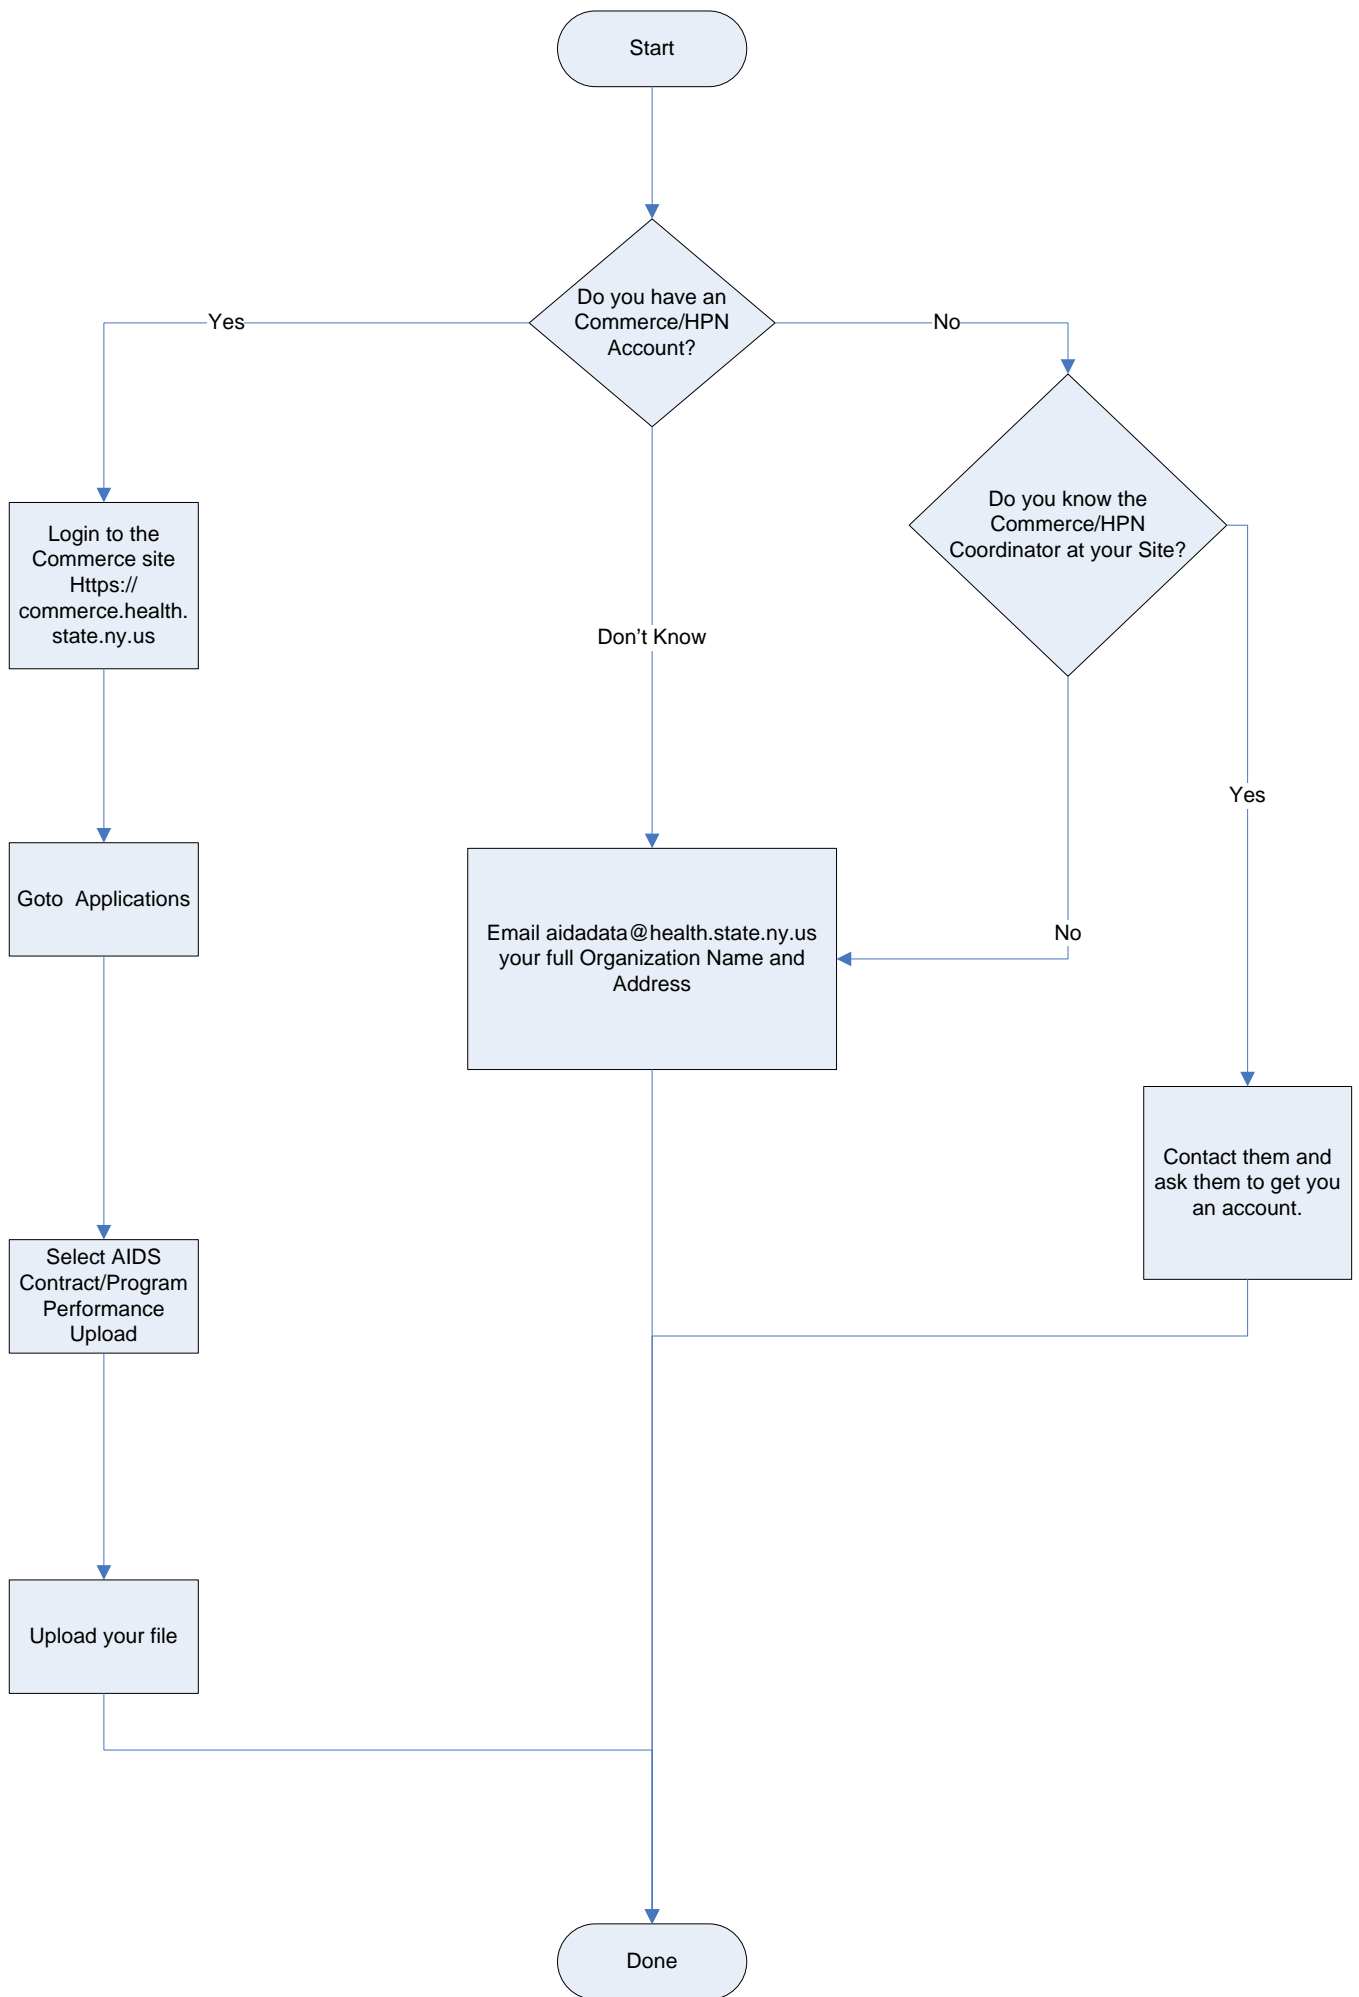 Start
Do you have an
Commerce/HPN
Account?
Yes
No
Login to the
Commerce site
Https://
commerce.health.
state.ny.us
Do you know the
Commerce/HPN
Coordinator at your Site?
Don't Know
Yes
Goto  Applications
Email aidadata@health.state.ny.us
your full Organization Name and
Address
No
Contact them and
ask them to get you
an account.
Select AIDS
Contract/Program
Performance
Upload
Upload your file
Done